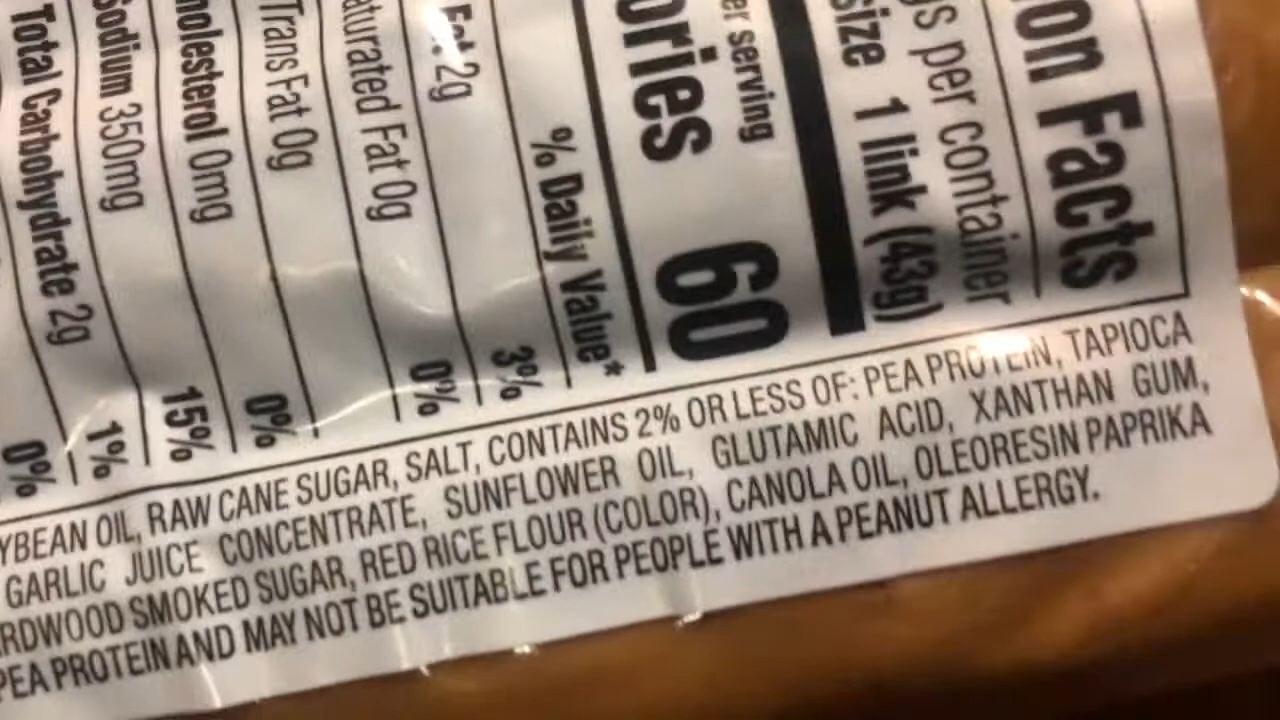 on Facts
gs per container
size 1 link (43g)
er serving
ories 60
% Daily Value*
Fat 2g 3%
aturated Fat 0g 0%
Trans Fat 0g
holesterol 0mg 0%
Sodium 350mg 15%
Total Carbohydrate 2g 1%
0%
YBEAN OIL, RAW CANE SUGAR, SALT, CONTAINS 2% OR LESS OF: PEA PROTEIN, TAPIOCA
GARLIC JUICE CONCENTRATE, SUNFLOWER OIL, GLUTAMIC ACID, XANTHAN GUM,
RDWOOD SMOKED SUGAR, RED RICE FLOUR (COLOR), CANOLA OIL, OLEORESIN PAPRIKA
PEA PROTEIN AND MAY NOT BE SUITABLE FOR PEOPLE WITH A PEANUT ALLERGY.